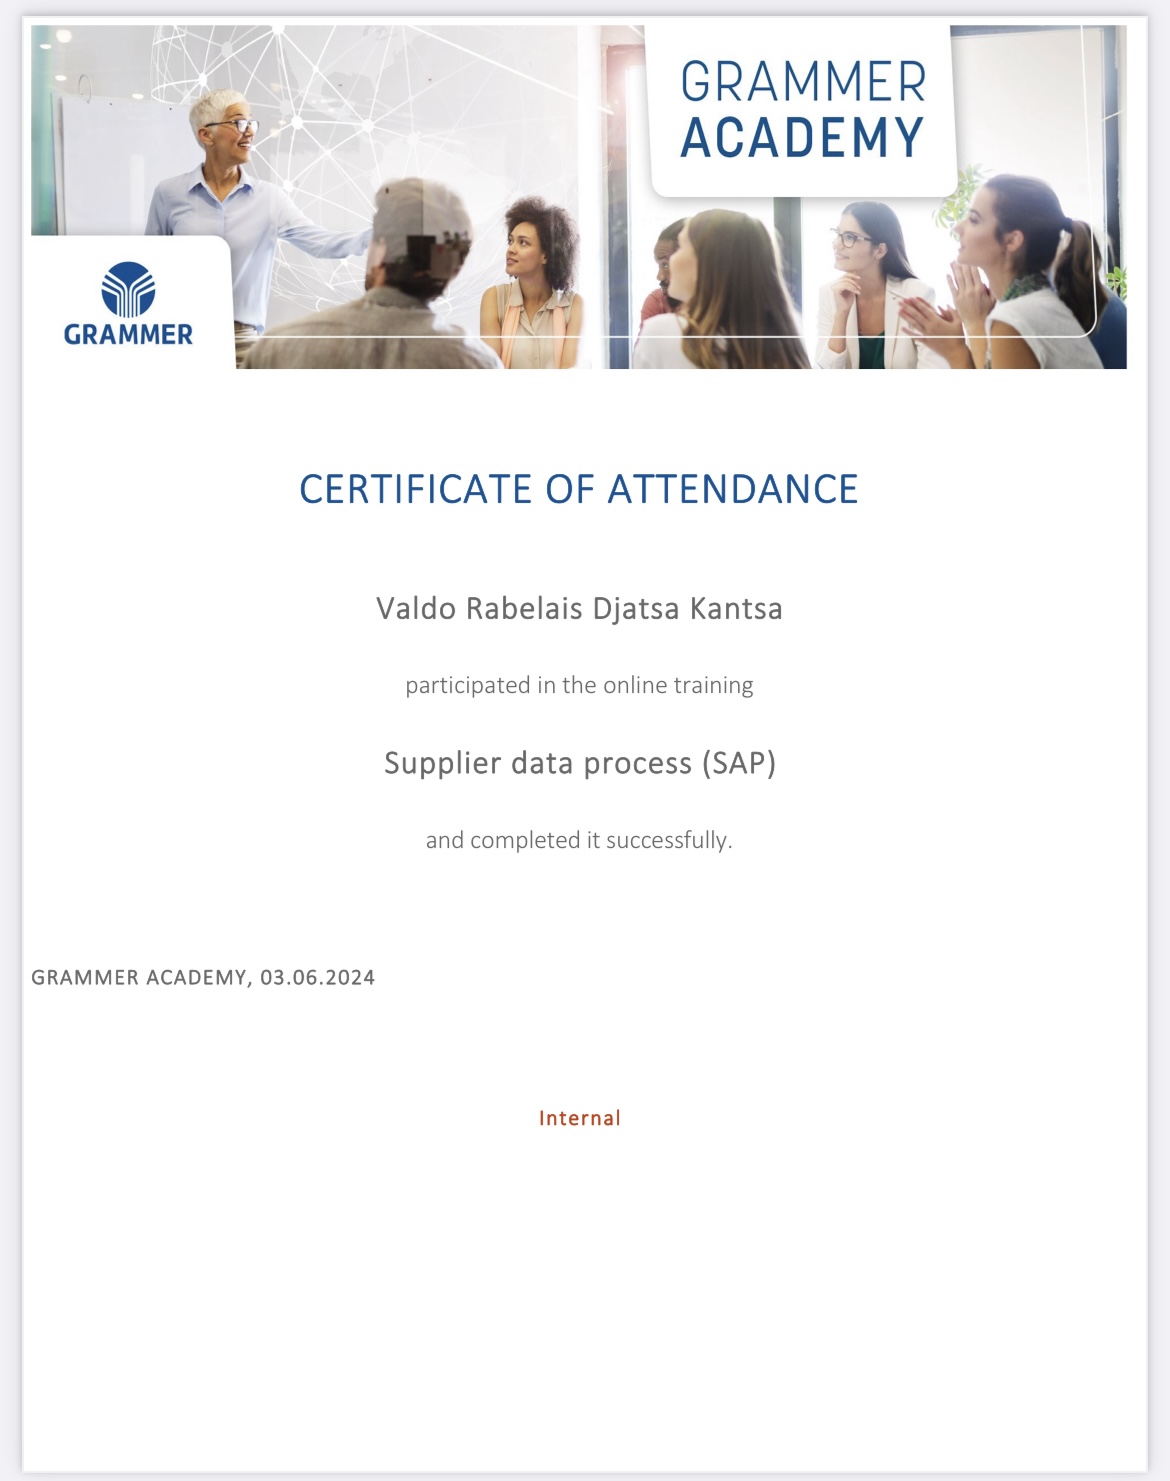 GRAMMER
ACADEMY
GRAMMER
CERTIFICATE OF ATTENDANCE
Valdo Rabelais Djatsa Kantsa
participated in the online training
Supplier data process (SAP)
and completed it successfully.
GRAMMER ACADEMY, 03.06.2024
Internal